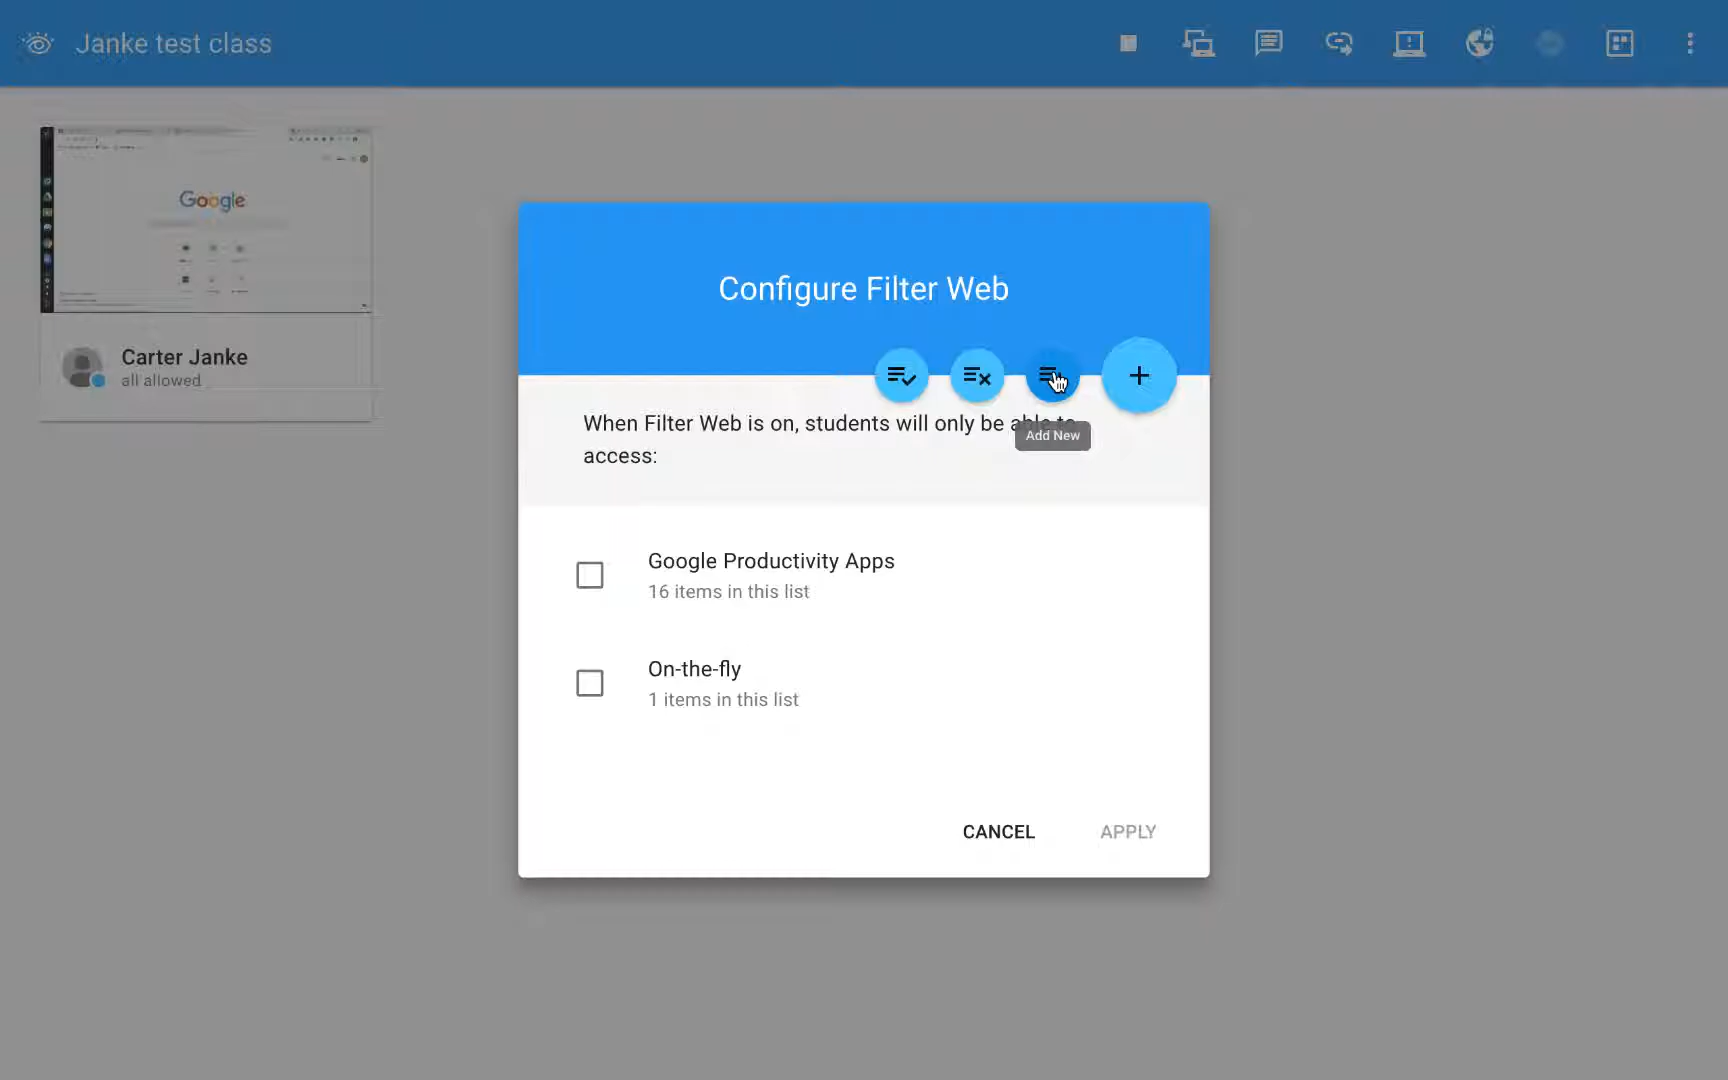 Janke test class
Google
Carter Janke
all allowed
Configure Filter Web
When Filter Web is on, students will only be able to
access:
Add New
Google Productivity Apps
16 items in this list
On-the-fly
1 items in this list
CANCEL
APPLY